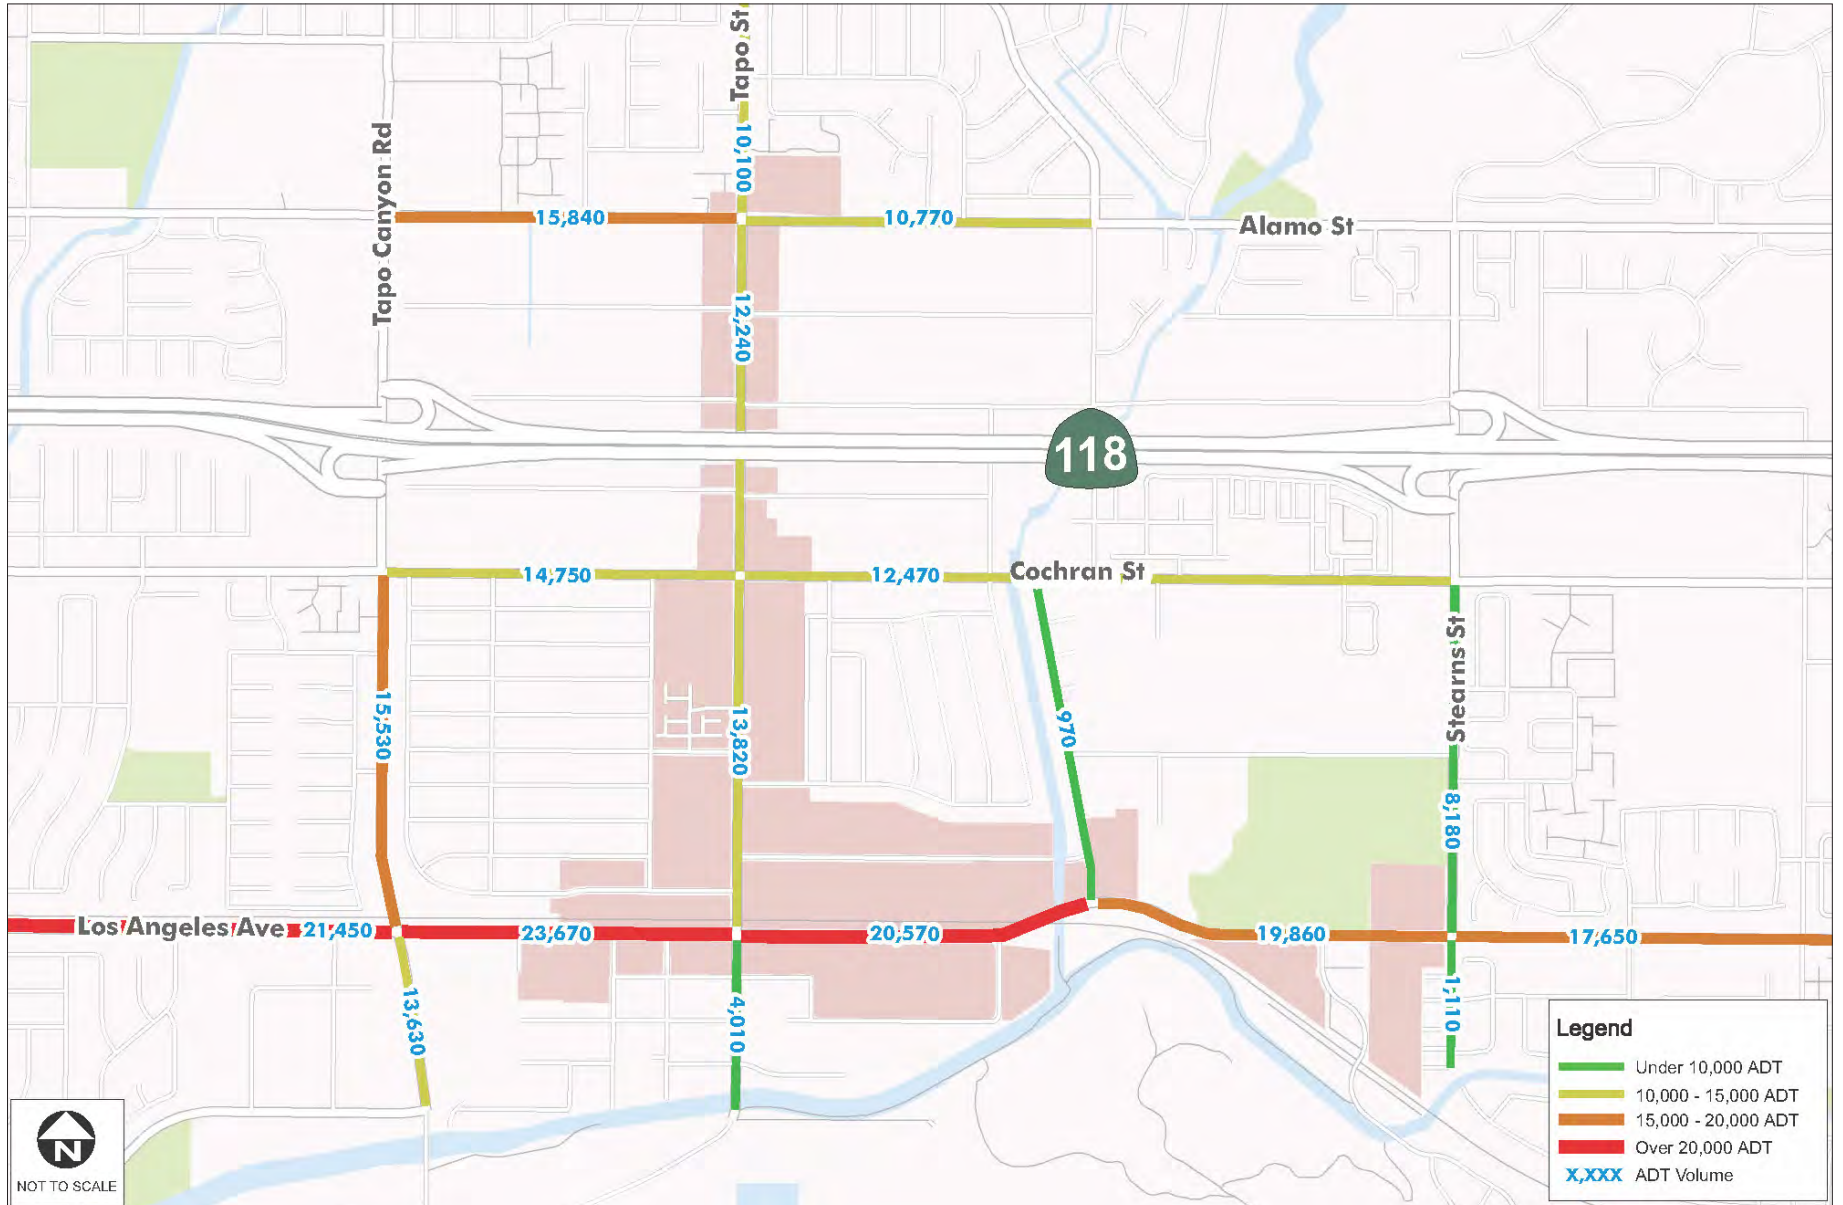 Tapo St
10,100
Tapo Canyon Rd
15,840
10,770
Alamo St
12,240
118
14,750
12,470
Cochran St
15,530
13,820
970
Stearns St
8,180
Los Angeles Ave
21,450
23,670
20,570
19,860
17,650
13,630
4,010
1,110
Legend
Under 10,000 ADT
10,000 - 15,000 ADT
15,000 - 20,000 ADT
Over 20,000 ADT
X,XXX ADT Volume
N
NOT TO SCALE